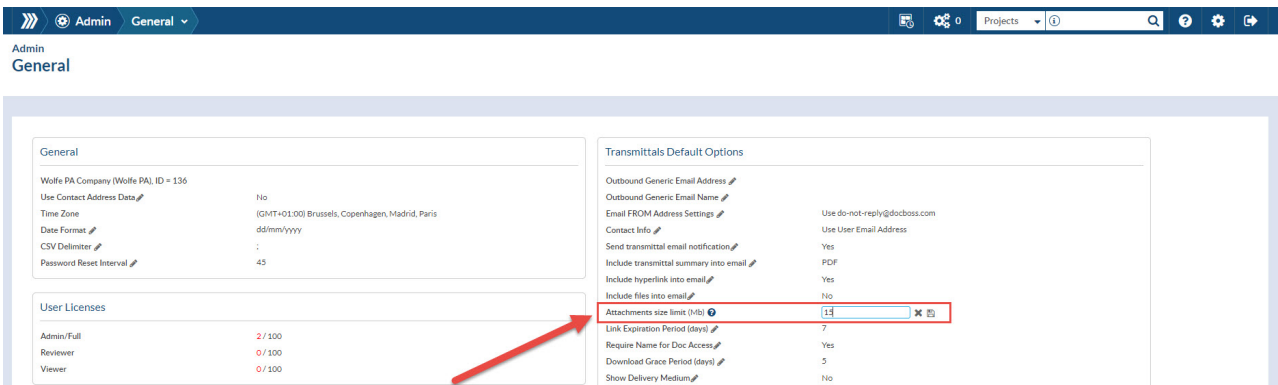 Admin General 0 Projects
Admin
General
General
Wolfe PA Company (Wolfe PA), ID = 136
Use Contact Address Data No
Time Zone (GMT+01:00) Brussels, Copenhagen, Madrid, Paris
Date Format dd/mm/yyyy
CSV Delimiter ;
Password Reset Interval 45
User Licenses
Admin/Full 2/100
Reviewer 0/100
Viewer 0/100
Transmittals Default Options
Outbound Generic Email Address
Outbound Generic Email Name
Email FROM Address Settings Use do-not-reply@docboss.com
Contact Info Use User Email Address
Send transmittal email notification Yes
Include transmittal summary into email PDF
Include hyperlink into email Yes
Include files into email No
Attachments size limit (Mb) 15
Link Expiration Period (days) 7
Require Name for Doc Access Yes
Download Grace Period (days) 5
Show Delivery Medium No